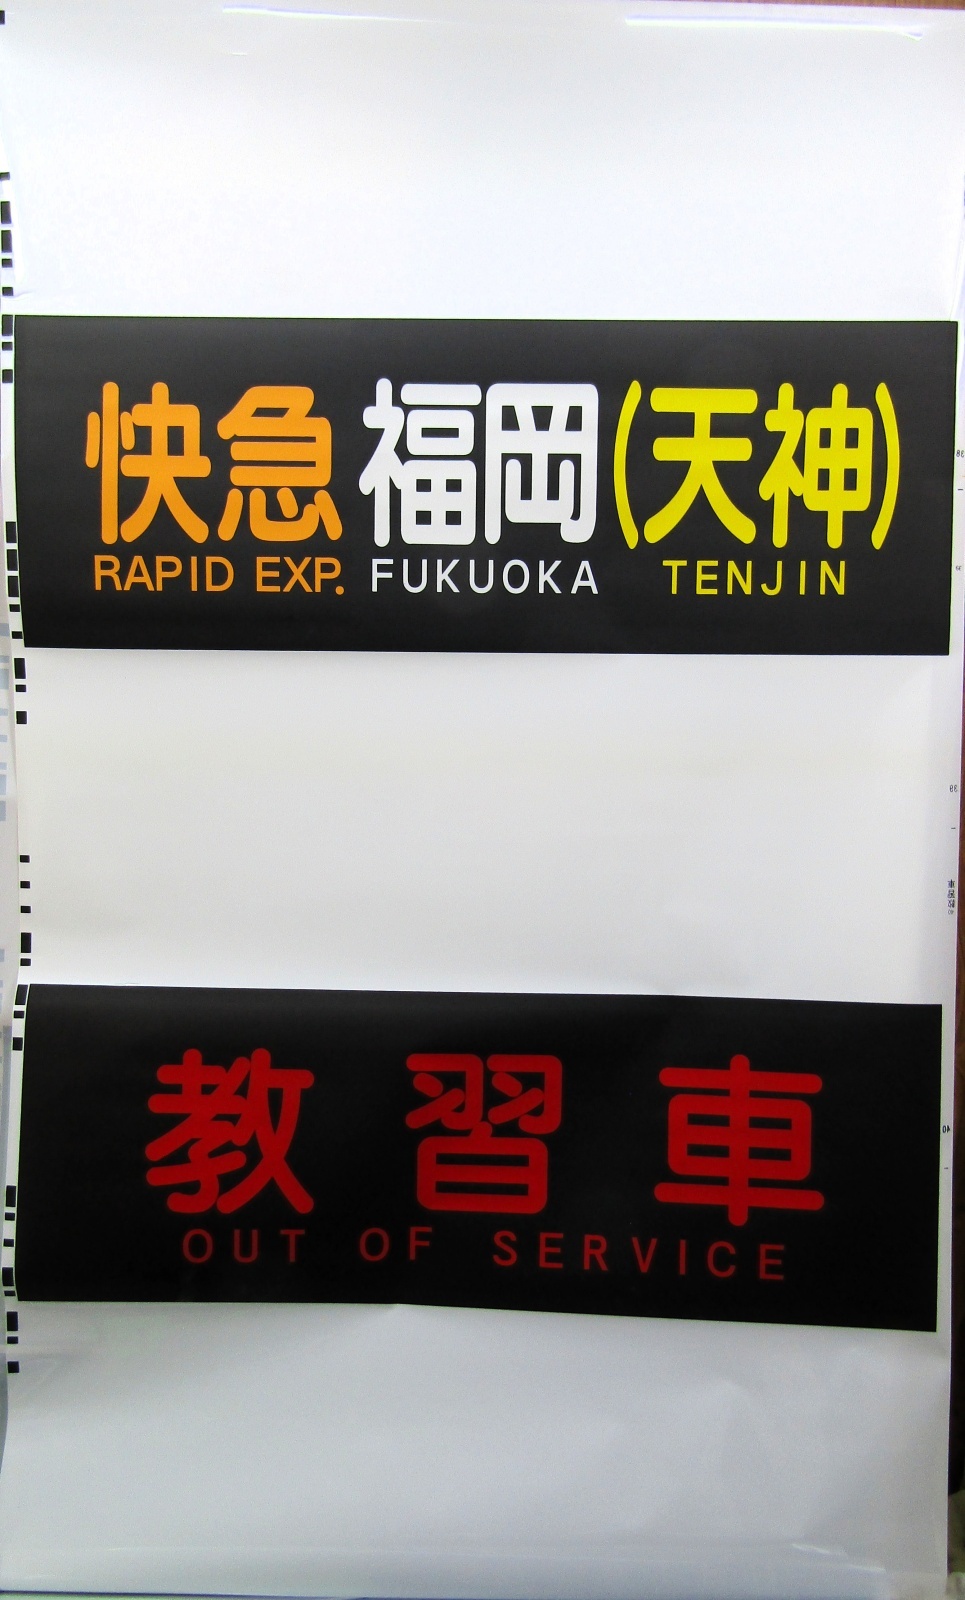 快急 福岡(天神)
RAPID EXP. FUKUOKA TENJIN
教習車
OUT OF SERVICE